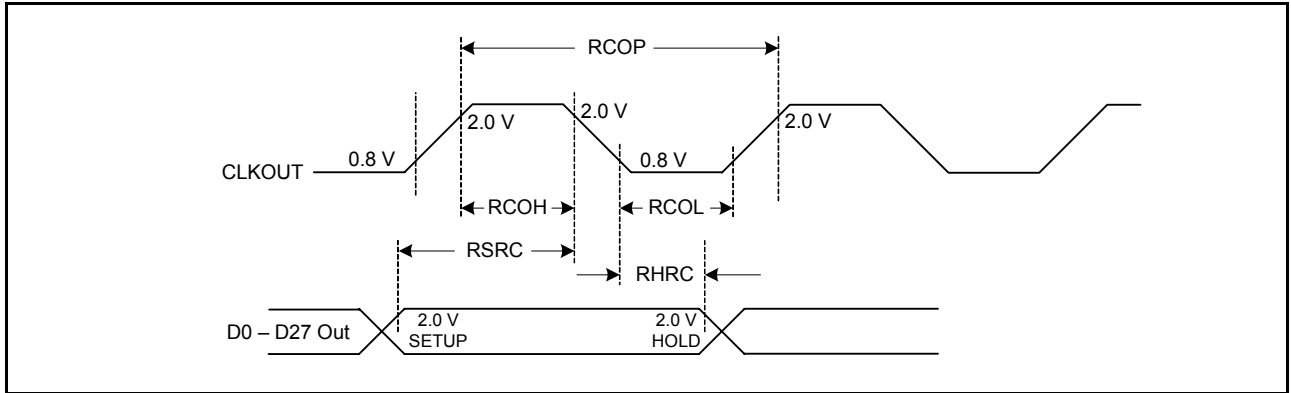 RCOP
2.0 V
2.0 V
2.0 V
CLKOUT
0.8 V
0.8 V
RCOH
RCOL
RSRC
RHRC
D0 – D27 Out
2.0 V
SETUP
2.0 V
HOLD